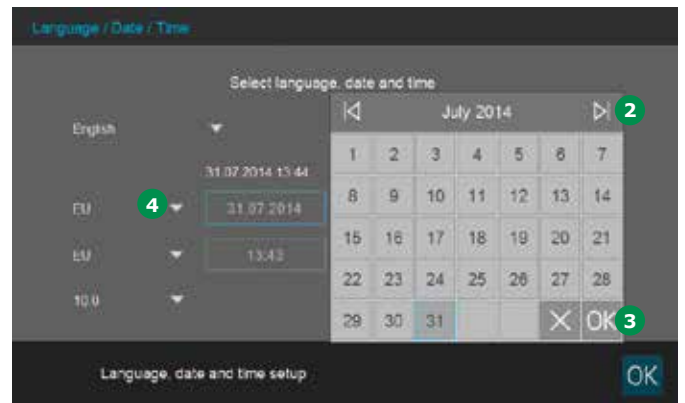 Language / Date / Time
Select language, date and time
July 2014 2
English
1 2 3 4 5 6 7
31.07.2014 13:44
8 9 10 11 12 13 14
EU 4 31.07.2014
15 16 17 18 19 20 21
EU 13:43
22 23 24 25 26 27 28
10.0
29 30 31 X OK 3
Language, date and time setup
OK